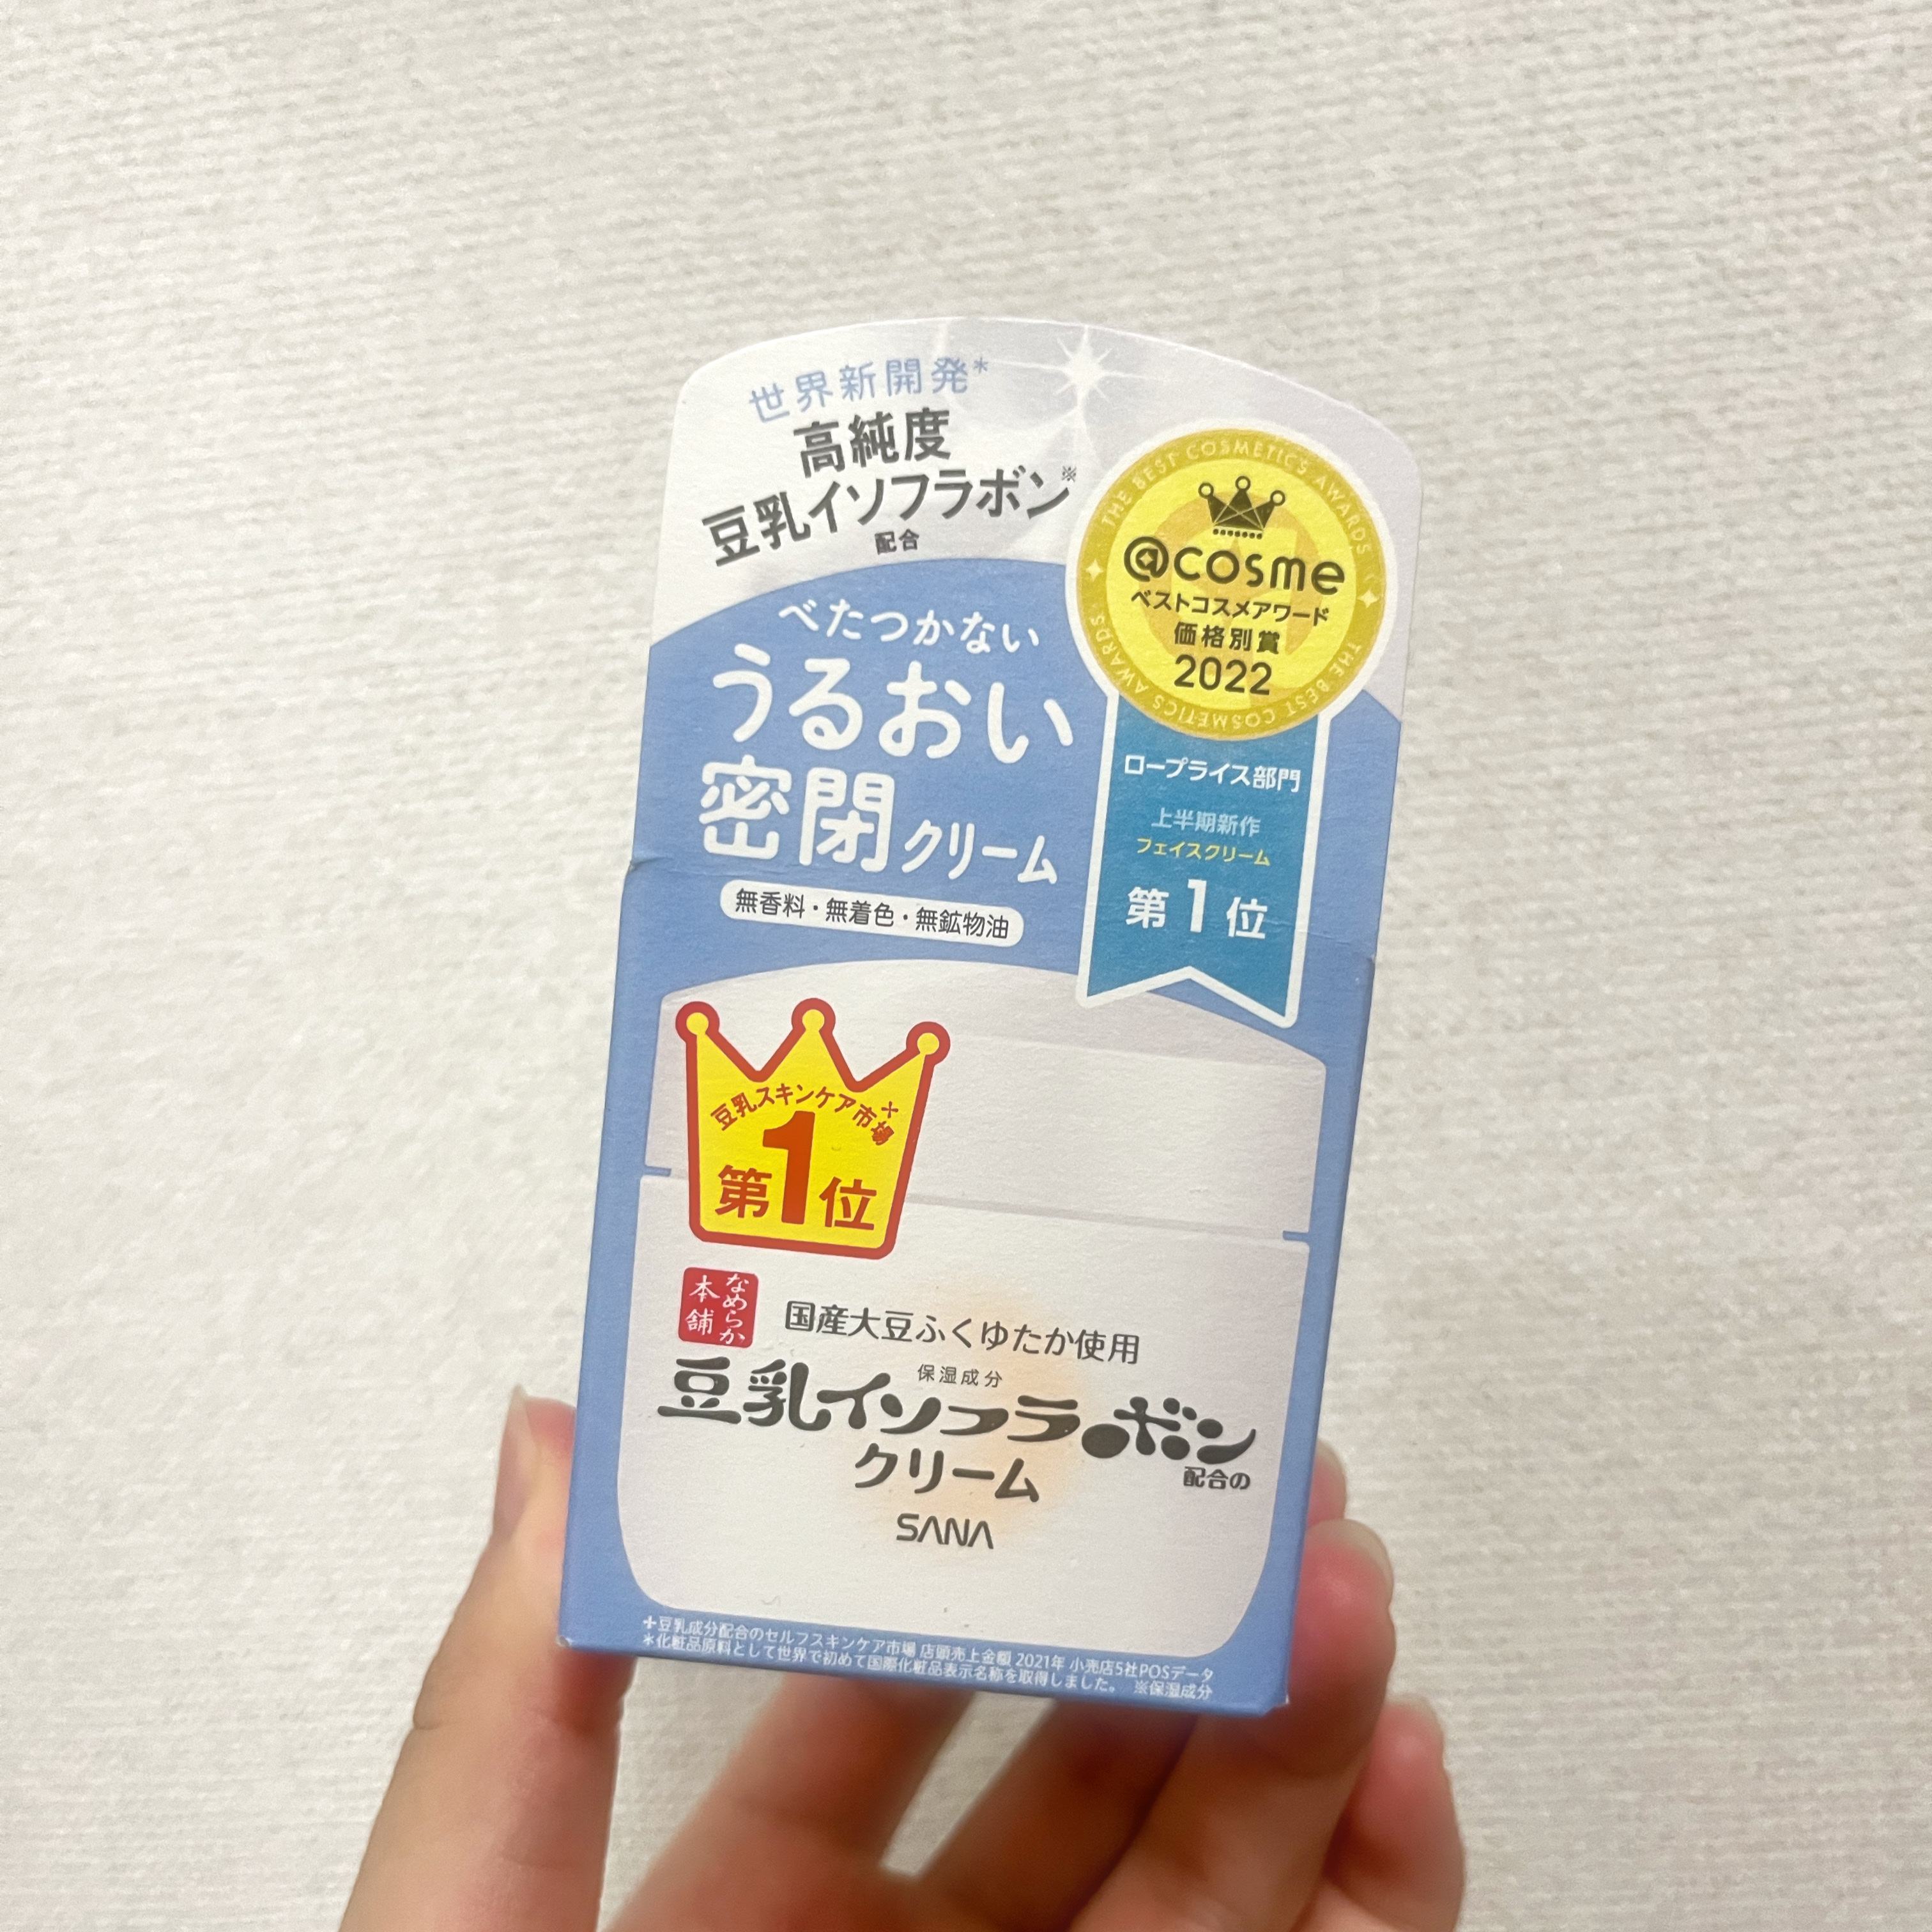 世界新開発*
高純度
豆乳イソフラボン※
配合
べたつかない
うるおい
密閉クリーム
無香料・無着色・無鉱物油
THE BEST COSMETICS AWARDS
@cosme
ベストコスメアワード
価格別賞
2022
THE BEST COSMETICS AWARDS
ロープライス部門
上半期新作
フェイスクリーム
第1位
豆乳スキンケア市場✢
第1位
なめらか
本舗
国産大豆ふくゆたか使用
保湿成分
豆乳イソフラボン
配合の
クリーム
SANA
✢豆乳成分配合のセルフスキンケア市場 店頭売上金額 2021年 小売店5社POSデータ
*化粧品原料として世界で初めて国際化粧品表示名称を取得しました。 ※保湿成分